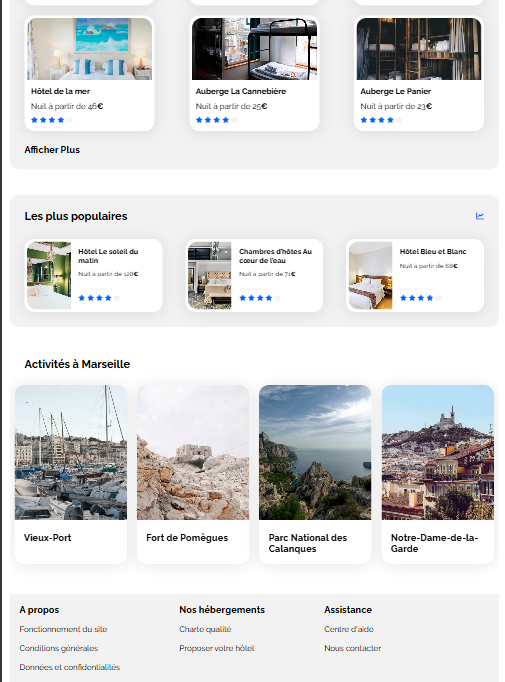 Hôtel de la mer
Nuit à partir de 46€
Auberge La Cannebière
Nuit à partir de 25€
Auberge Le Panier
Nuit à partir de 23€
Afficher Plus
Les plus populaires
Hôtel Le soleil du
matin
Nuit à partir de 128€
Chambres d'hôtes Au
cœur de l'eau
Nuit à partir de 71€
Hôtel Bleu et Blanc
Nuit à partir de 68€
Activités à Marseille
Vieux-Port
Fort de Pomègues
Parc National des
Calanques
Notre-Dame-de-la-
Garde
A propos
Fonctionnement du site
Conditions générales
Données et confidentialités
Nos hébergements
Charte qualité
Proposer votre hôtel
Assistance
Centre d'aide
Nous contacter